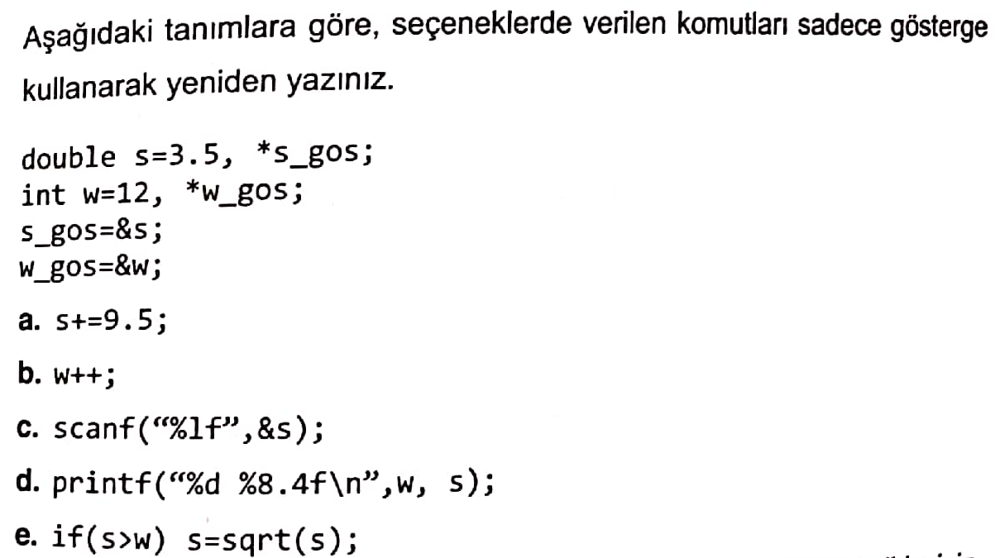 Aşağıdaki tanımlara göre, seçeneklerde verilen komutları sadece gösterge
kullanarak yeniden yazınız.
double s=3.5, *s_gos;
int w=12, *w_gos;
s_gos=&s;
w_gos=&w;
a. s+=9.5;
b. w++;
c. scanf(“%lf”,&s);
d. printf(“%d %8.4f\n”,w, s);
e. if(s>w) s=sqrt(s);